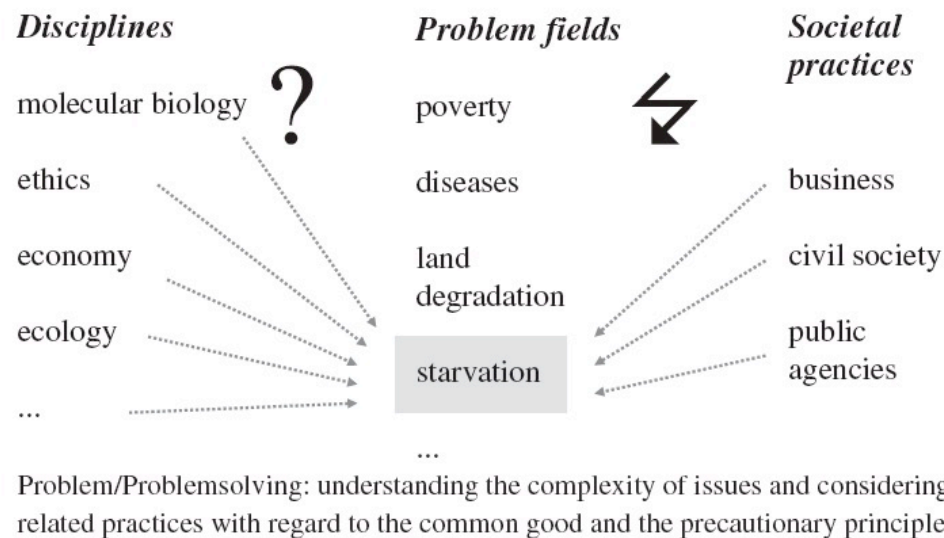 Disciplines
molecular biology
ethics
economy
ecology
...
?
Problem fields
poverty
diseases
land
degradation
starvation
...
Societal
practices
business
civil society
public
agencies
Problem/Problemsolving: understanding the complexity of issues and considering
related practices with regard to the common good and the precautionary principle